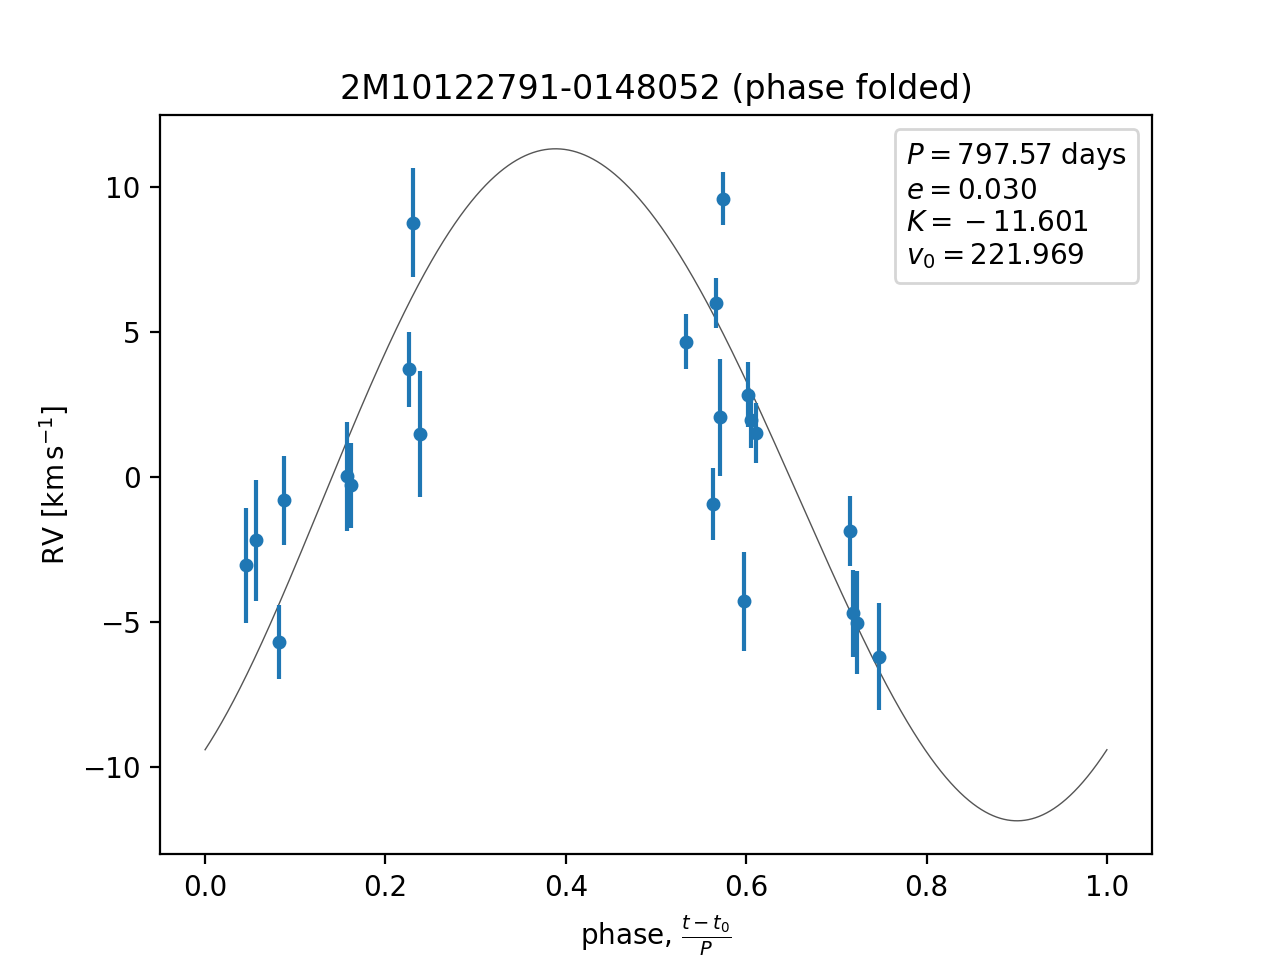 2M10122791-0148052 (phase folded)
P = 797.57 days
e = 0.030
K = −11.601
v₀ = 221.969
RV [km s⁻¹]
10
5
0
−5
−10
0.0 0.2 0.4 0.6 0.8 1.0
phase, (t − t₀)/P